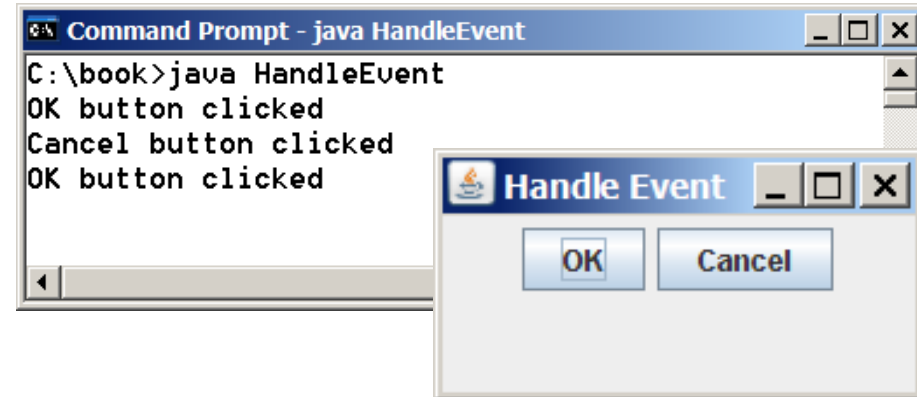 Command Prompt - java HandleEvent
C:\book>java HandleEvent
OK button clicked
Cancel button clicked
OK button clicked
Handle Event
OK Cancel